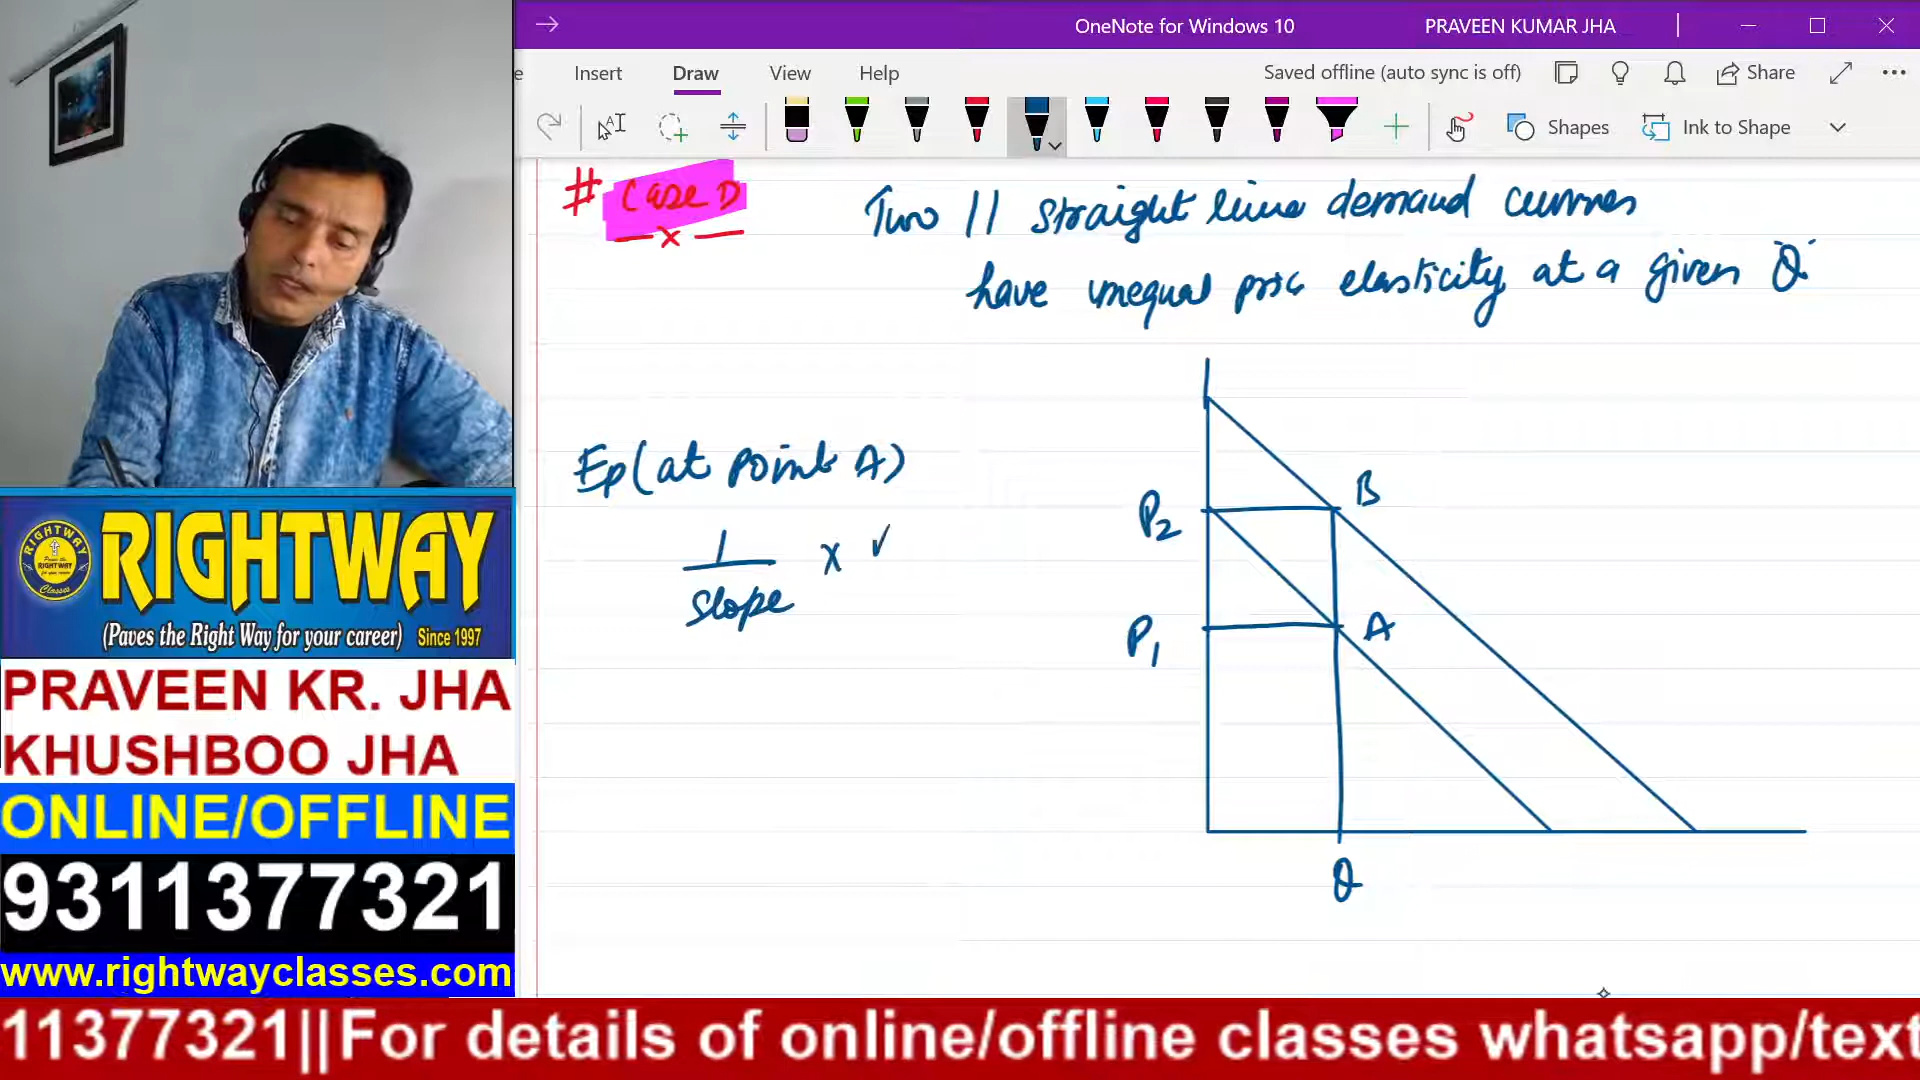 OneNote for Windows 10 PRAVEEN KUMAR JHA
Insert Draw View Help Saved offline (auto sync is off) Share
Shapes Ink to Shape
# Case D
Two || straight line demand curves
have unequal price elasticity at a given Q
Ep (at point A)
1
slope
x
P2
B
P1
A
Q
RIGHTWAY
Classes
RIGHTWAY
(Paves the Right Way for your career) Since 1997
PRAVEEN KR. JHA
KHUSHBOO JHA
ONLINE/OFFLINE
9311377321
www.rightwayclasses.com
11377321||For details of online/offline classes whatsapp/text